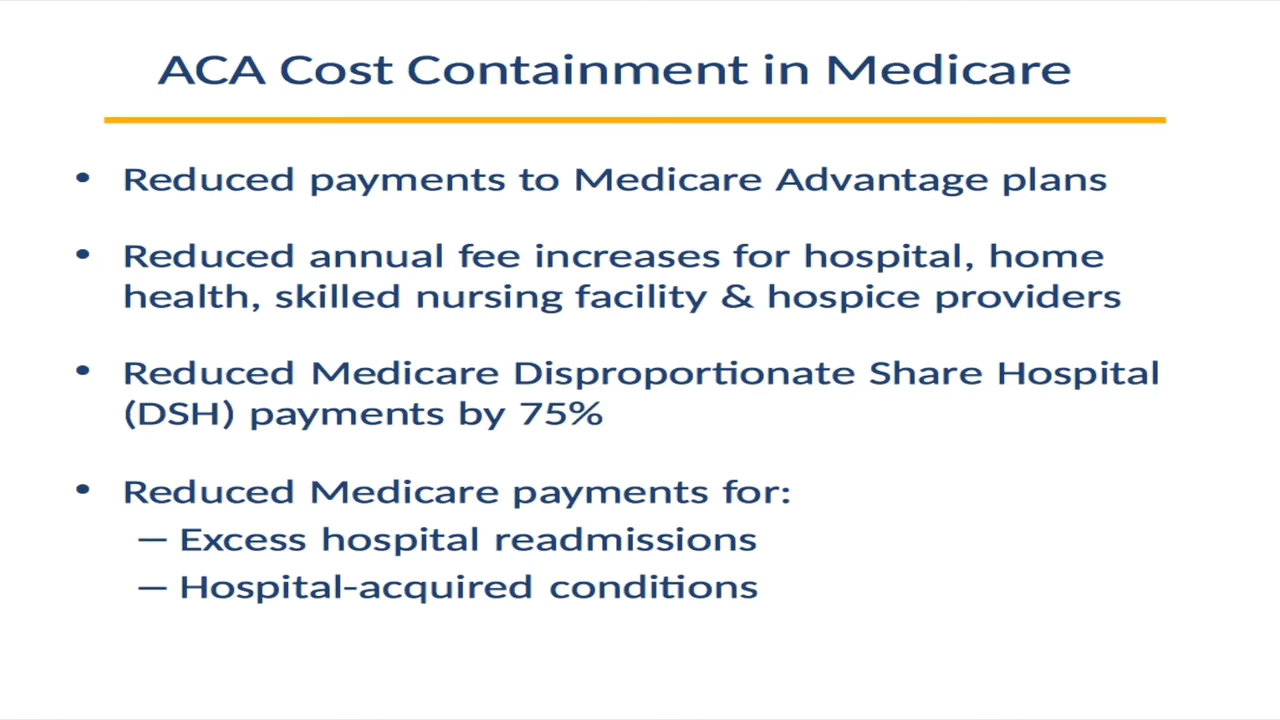 ACA Cost Containment in Medicare
• Reduced payments to Medicare Advantage plans
• Reduced annual fee increases for hospital, home
health, skilled nursing facility & hospice providers
• Reduced Medicare Disproportionate Share Hospital
(DSH) payments by 75%
• Reduced Medicare payments for:
– Excess hospital readmissions
– Hospital-acquired conditions